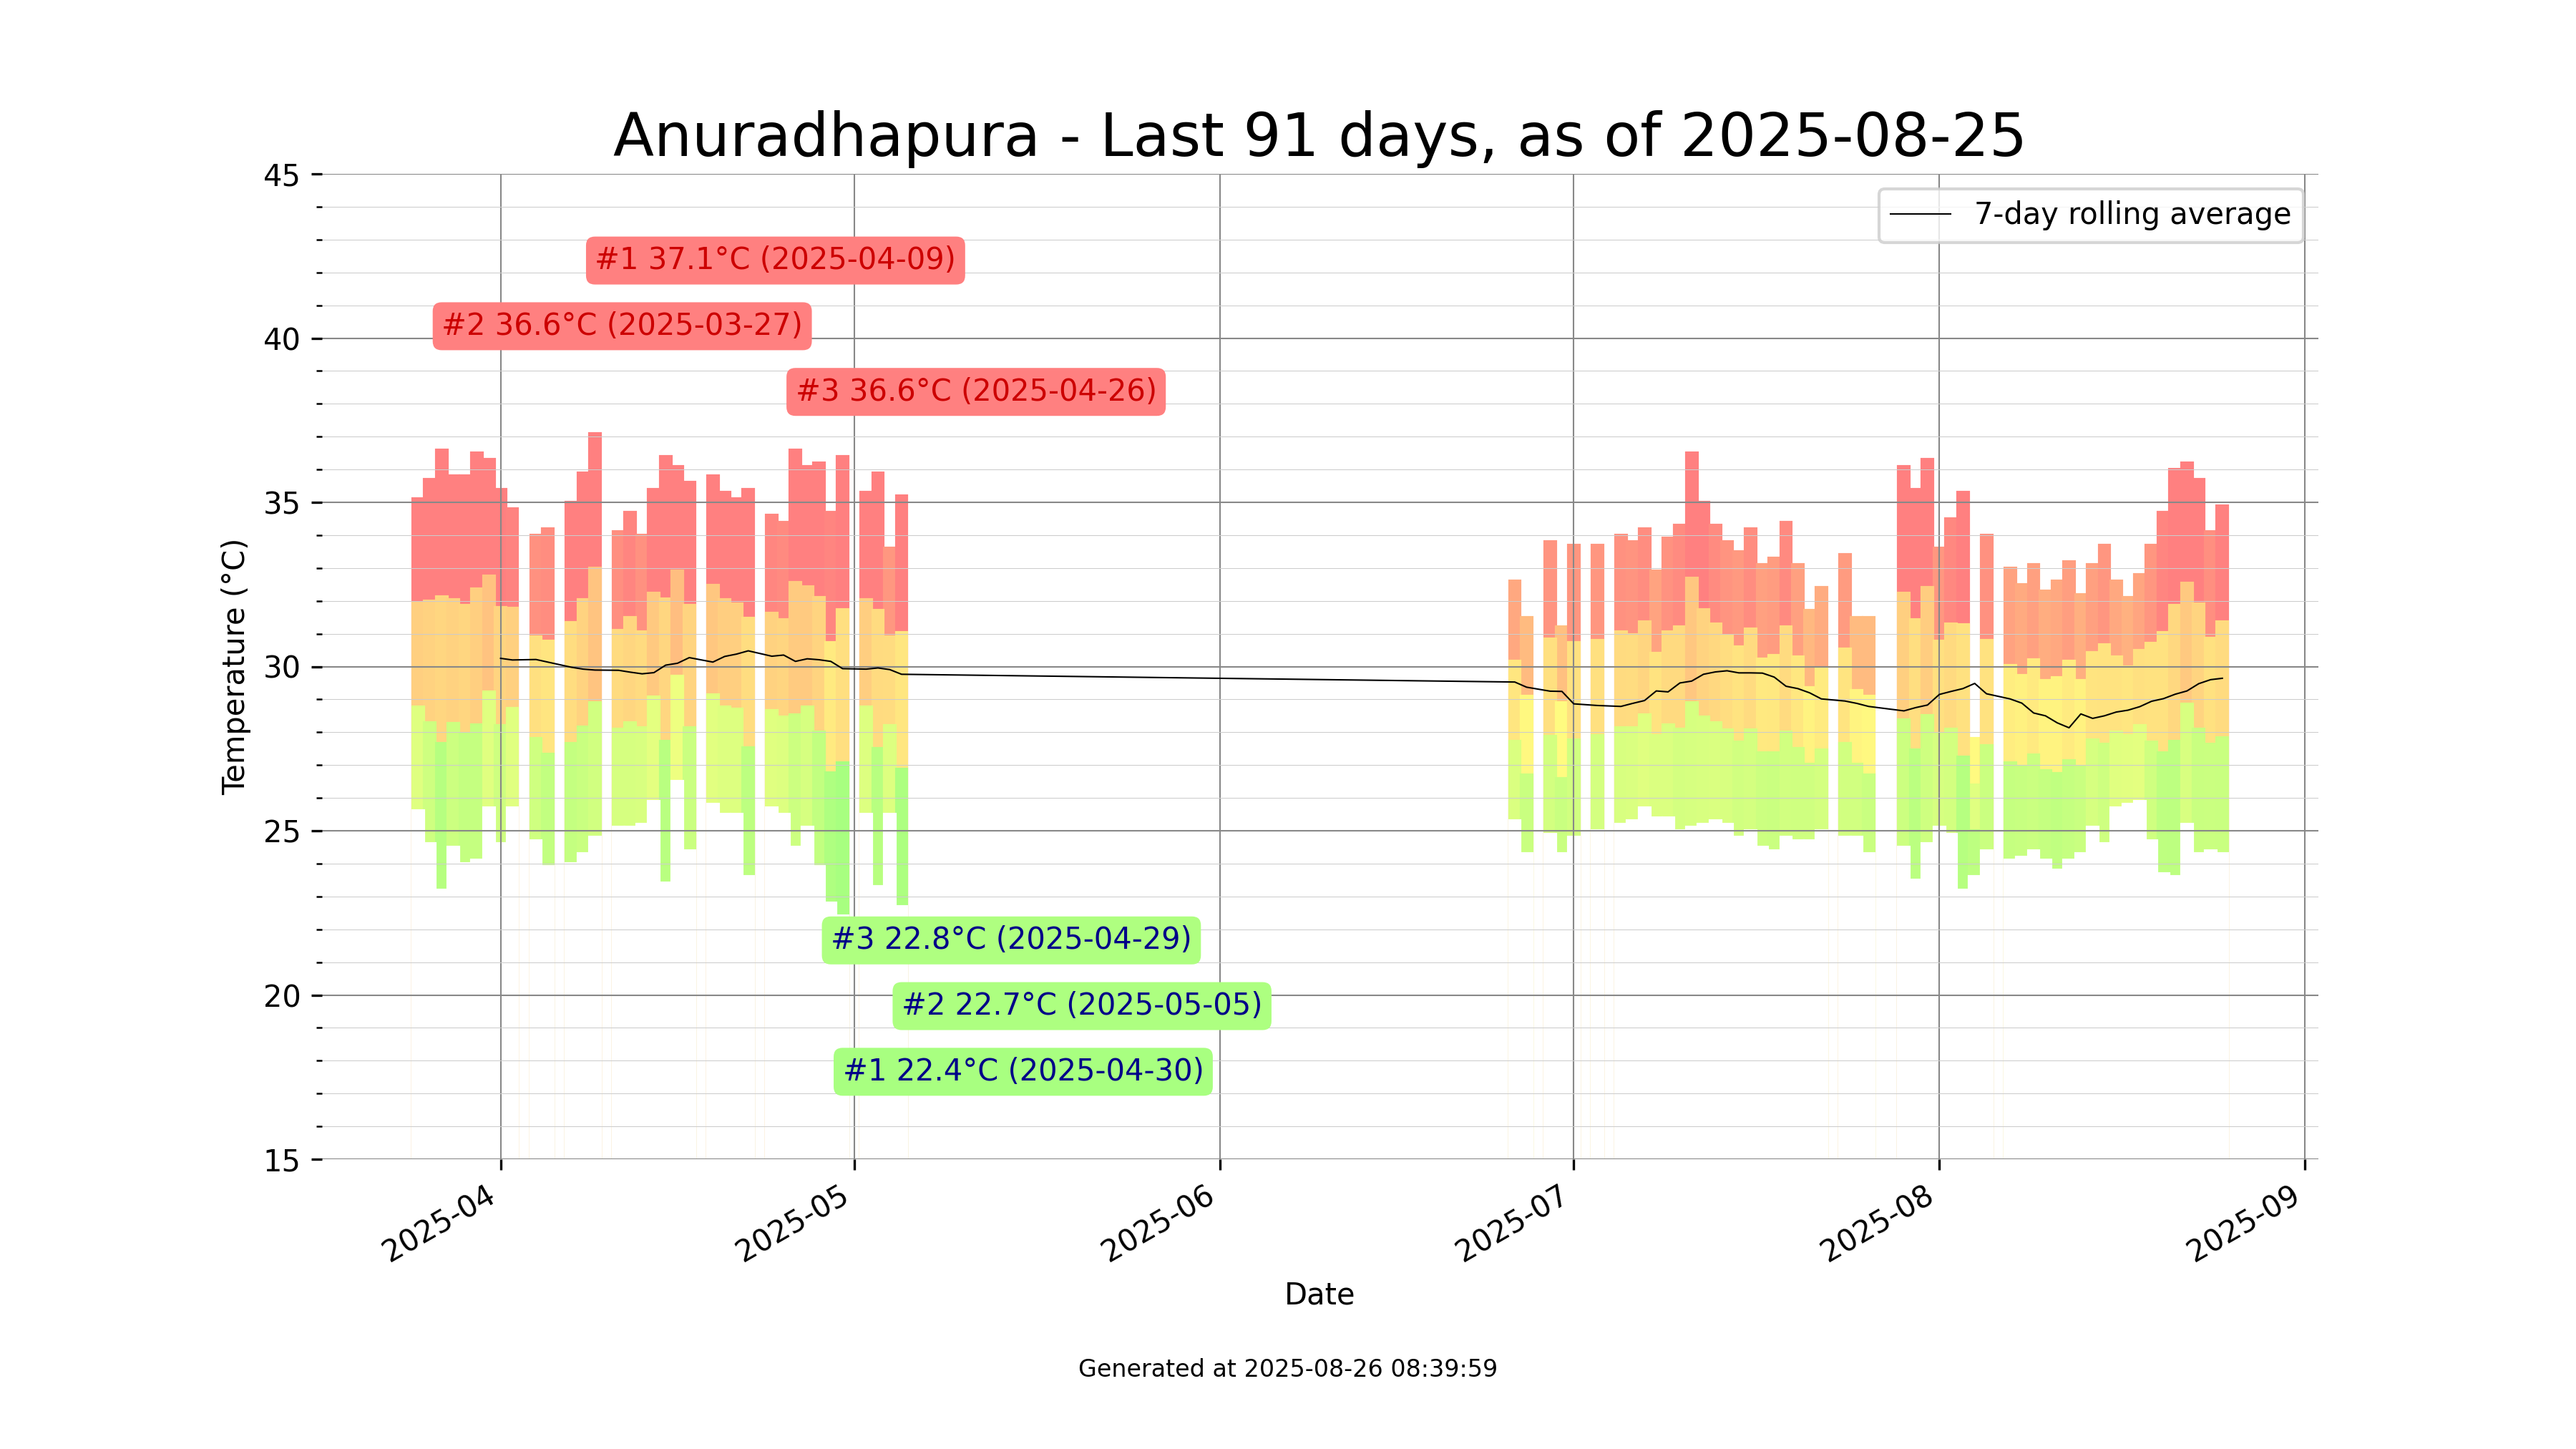 Anuradhapura - Last 91 days, as of 2025-08-25
45
7-day rolling average
#1 37.1°C (2025-04-09)
#2 36.6°C (2025-03-27)
40
#3 36.6°C (2025-04-26)
35
Temperature (°C)
30
25
#3 22.8°C (2025-04-29)
20
#2 22.7°C (2025-05-05)
#1 22.4°C (2025-04-30)
15
2025-04
2025-05
2025-06
2025-07
2025-08
2025-09
Date
Generated at 2025-08-26 08:39:59